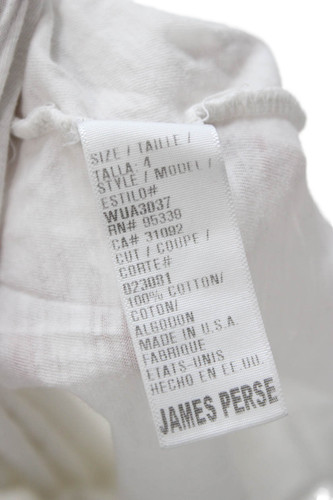 SIZE / TAILLE /
TALLA: 4
STYLE / MODEL /
ESTILO#
WUA3037
RN# 95339
CA# 31092
CUT / COUPE /
CORTE#
023081
100% COTTON/
COTON/
ALGODON
MADE IN U.S.A.
FABRIQUE
ETATS-UNIS
HECHO EN EE.UU.
JAMES PERSE